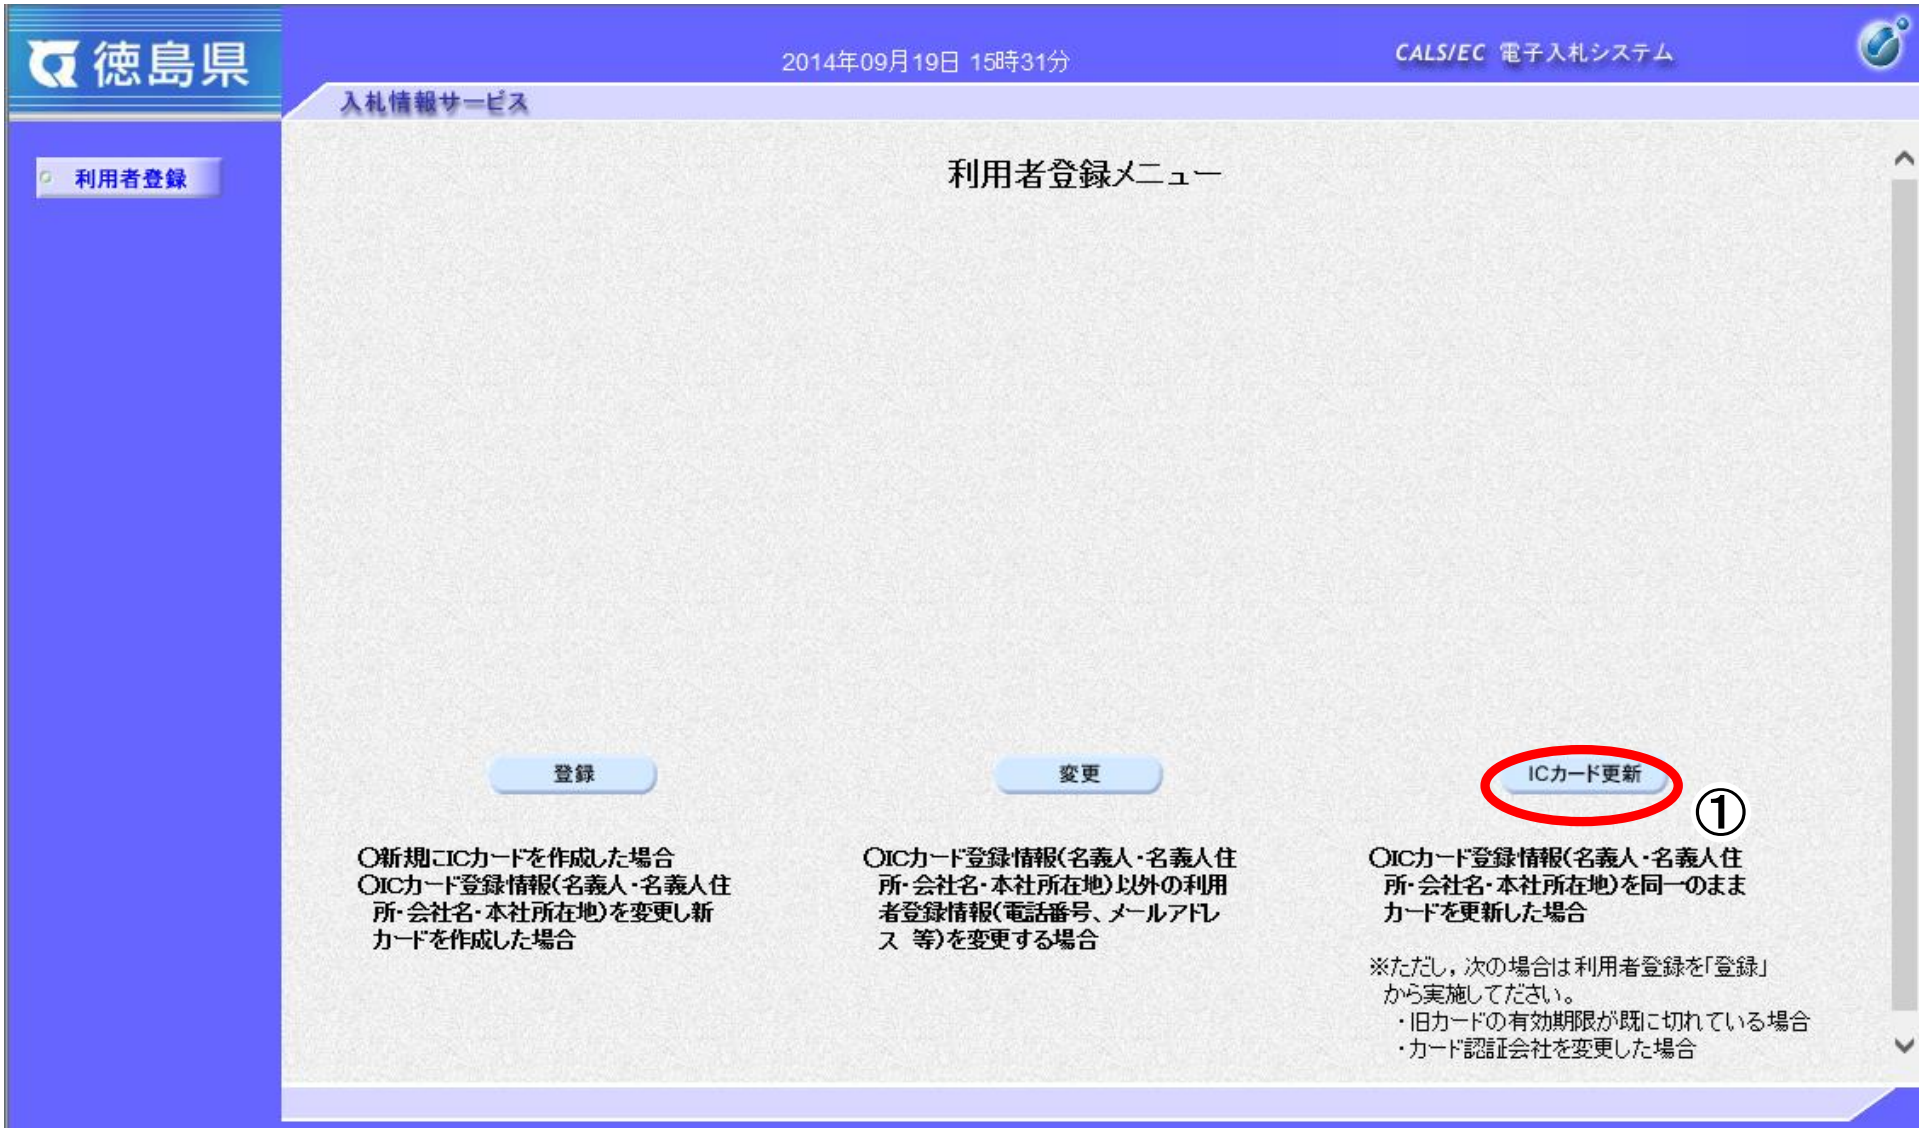 徳島県
2014年09月19日 15時31分
CALS/EC 電子入札システム
入札情報サービス
利用者登録
利用者登録メニュー
登録
変更
ICカード更新
①
○新規にICカードを作成した場合
○ICカード登録情報(名義人・名義人住
所・会社名・本社所在地)を変更し新
カードを作成した場合
○ICカード登録情報(名義人・名義人住
所・会社名・本社所在地)以外の利用
者登録情報(電話番号、メールアドレ
ス 等)を変更する場合
○ICカード登録情報(名義人・名義人住
所・会社名・本社所在地)を同一のまま
カードを更新した場合
※ただし，次の場合は利用者登録を「登録」
から実施してださい。
・旧カードの有効期限が既に切れている場合
・カード認証会社を変更した場合